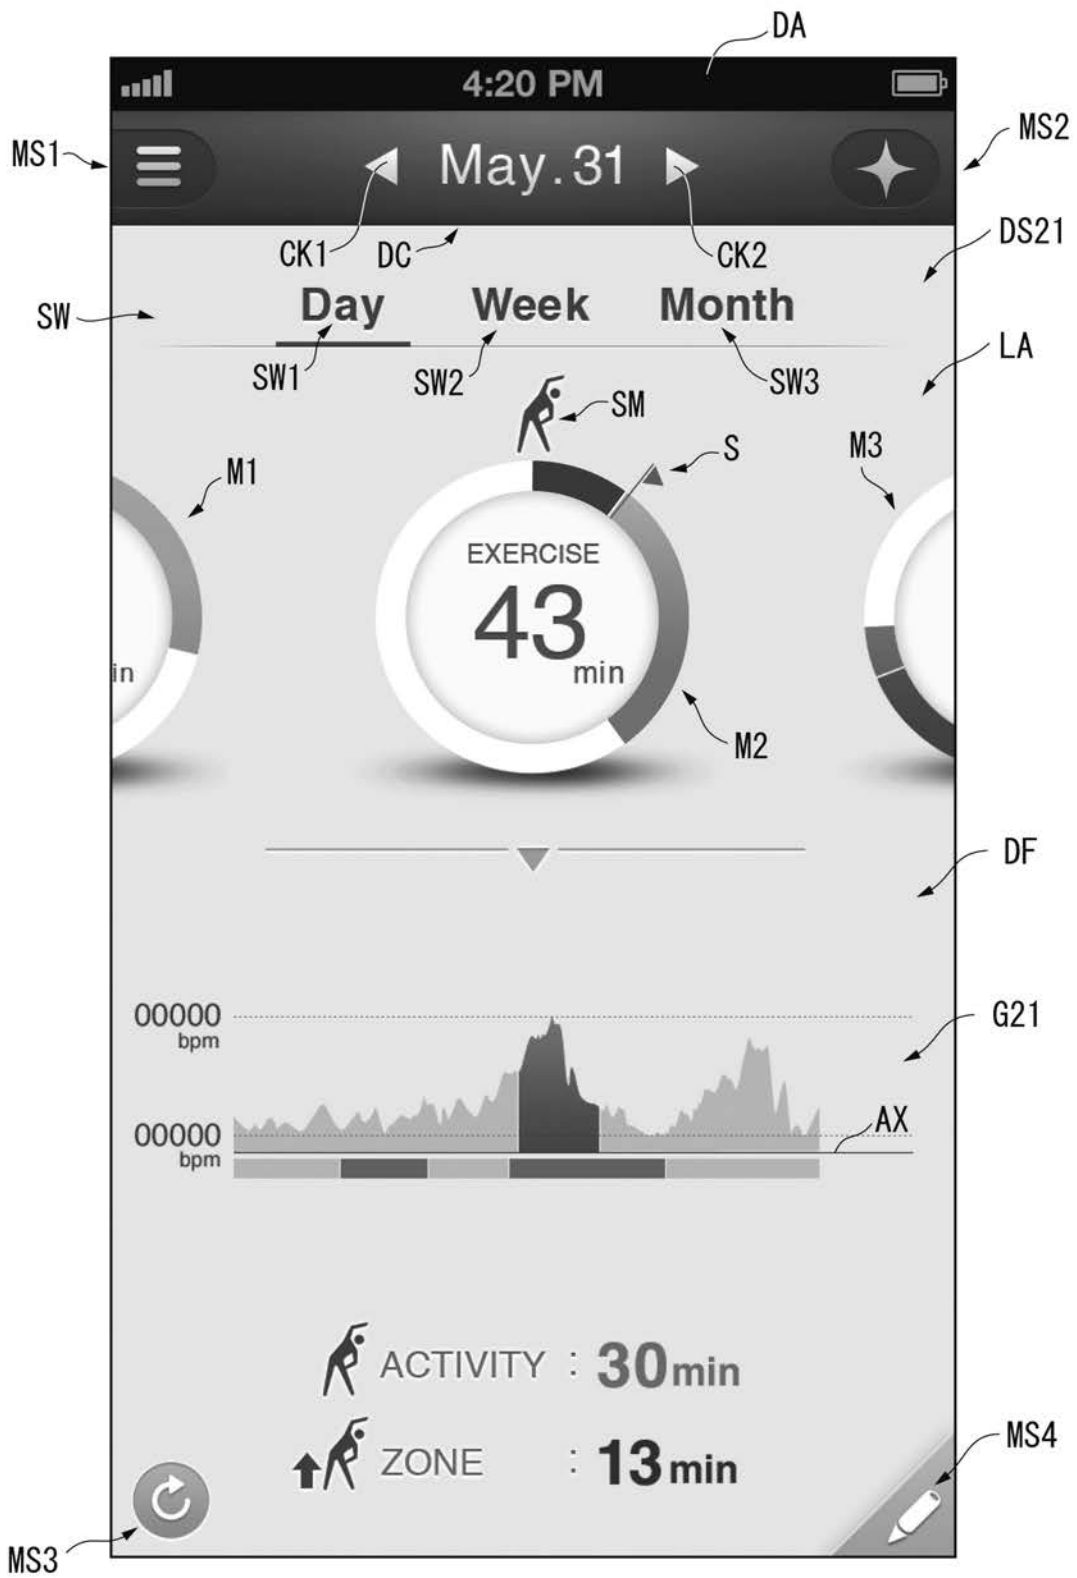 DA
4:20 PM
MS1
May.31
MS2
CK1
DC
CK2
DS21
SW
Day
Week
Month
LA
SW1
SW2
SW3
SM
M1
S
M3
EXERCISE
43
min
in
M2
DF
00000
bpm
G21
00000
bpm
AX
ACTIVITY : 30min
ZONE : 13min
MS4
MS3